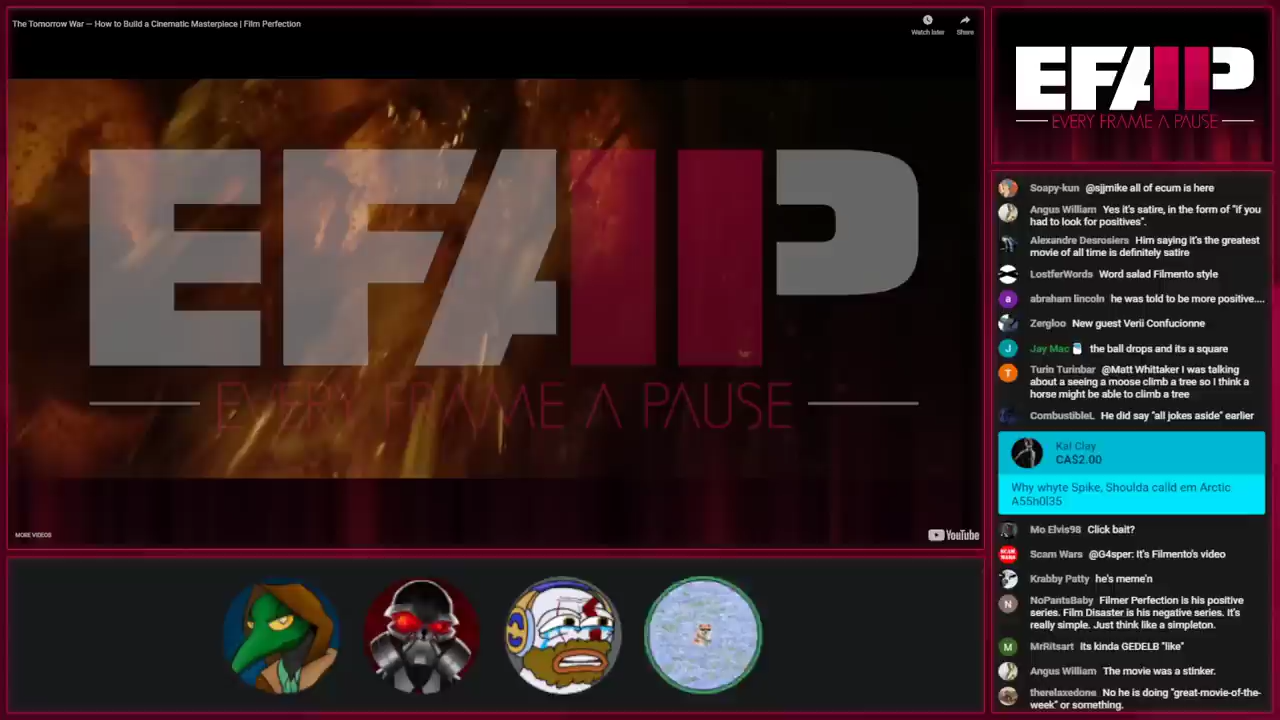 The Tomorrow War — How to Build a Cinematic Masterpiece | Film Perfection
Watch later
Share
EFAP
EVERY FRAME A PAUSE
MORE VIDEOS
YouTube
EFAP
EVERY FRAME A PAUSE
Soapy-kun @sjjmike all of ecum is here
Angus William Yes it's satire, in the form of "if you
had to look for positives".
Alexandre Desrosiers Him saying it's the greatest
movie of all time is definitely satire
LostferWords Word salad Filmento style
a
abraham lincoln he was told to be more positive....
Zergloo New guest Verii Confucionne
J
Jay Mac the ball drops and its a square
T
Turin Turinbar @Matt Whittaker I was talking
about a seeing a moose climb a tree so I think a
horse might be able to climb a tree
CombustibleL He did say "all jokes aside" earlier
Kal Clay
CA$2.00
Why whyte Spike, Shoulda calld em Arctic
A55h0l35
Mo Elvis98 Click bait?
SCAM WARS
Scam Wars @G4sper: It's Filmento's video
Krabby Patty he's meme'n
N
NoPantsBaby Filmer Perfection is his positive
series. Film Disaster is his negative series. It's
really simple. Just think like a simpleton.
M
MrRitsart Its kinda GEDELB "like"
Angus William The movie was a stinker.
therelaxedone No he is doing "great-movie-of-the-
week" or something.